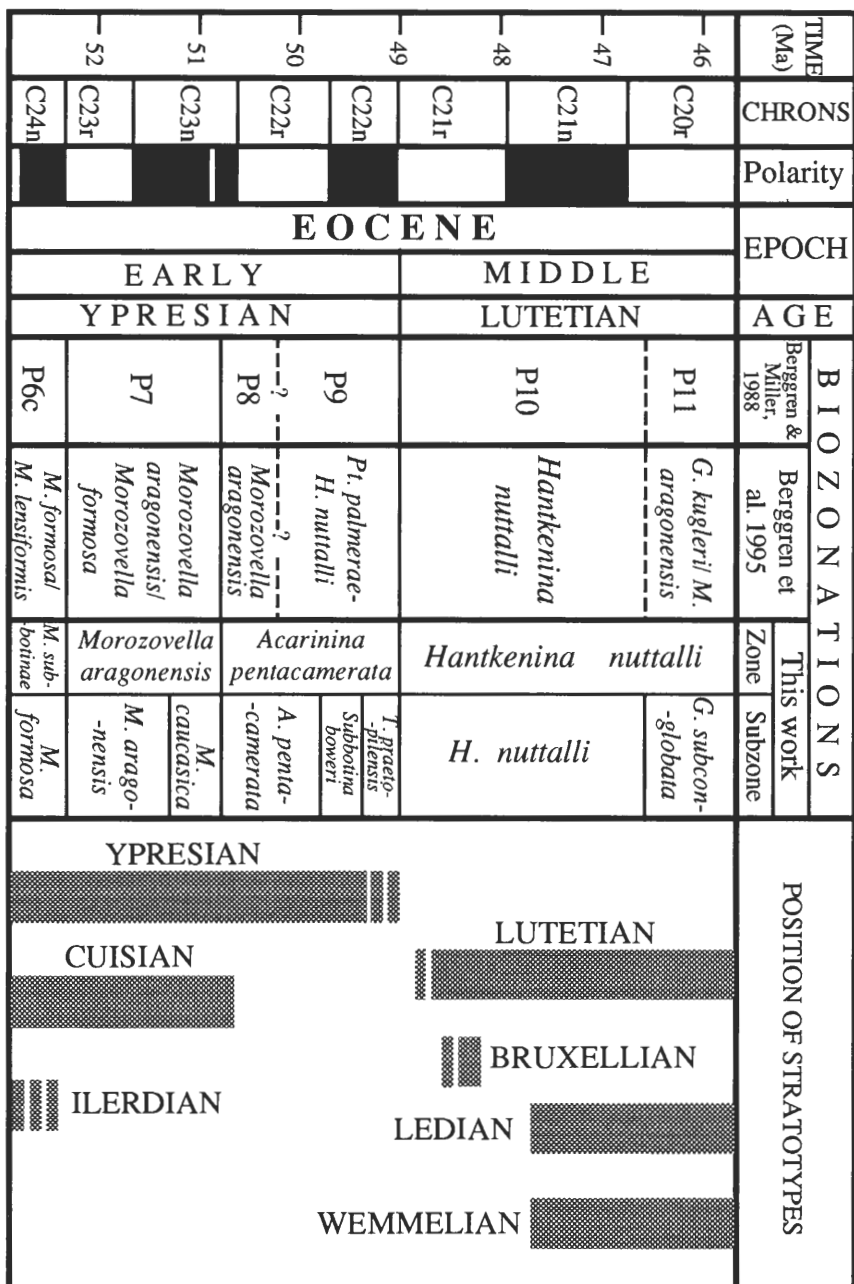 TIME
(Ma)
46
47
48
49
50
51
52
CHRONS
C20r
C21n
C21r
C22n
C22r
C23n
C23r
C24n
Polarity
EPOCH
EOCENE
MIDDLE
EARLY
AGE
LUTETIAN
YPRESIAN
BIOZONATIONS
Berggren &
Miller,
1988
P11
P10
P9
?
P8
P7
P6c
Berggren et
al. 1995
G. kugleri/ M.
aragonensis
Hantkenina
nuttalli
Pt. palmerae-
H. nuttalli
?
Morozovella
aragonensis
Morozovella
aragonensis/
Morozovella
formosa
M. formosa/
M. lensiformis
This work
Zone
Hantkenina nuttalli
Acarinina
pentacamerata
Morozovella
aragonensis
M. sub-
botinae
Subzone
G. subcon-
-globata
H. nuttalli
T. praeto-
-pilensis
Subbotina
boweri
A. penta-
-camerata
M.
caucasica
M. arago-
-nensis
M.
formosa
POSITION OF STRATOTYPES
YPRESIAN
LUTETIAN
CUISIAN
BRUXELLIAN
ILERDIAN
LEDIAN
WEMMELIAN